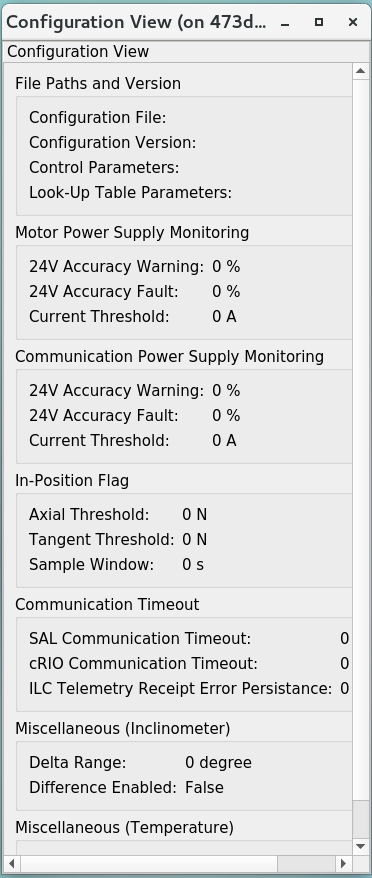 Configuration View (on 473d...
Configuration View
File Paths and Version
Configuration File:
Configuration Version:
Control Parameters:
Look-Up Table Parameters:
Motor Power Supply Monitoring
24V Accuracy Warning: 0 %
24V Accuracy Fault: 0 %
Current Threshold: 0 A
Communication Power Supply Monitoring
24V Accuracy Warning: 0 %
24V Accuracy Fault: 0 %
Current Threshold: 0 A
In-Position Flag
Axial Threshold: 0 N
Tangent Threshold: 0 N
Sample Window: 0 s
Communication Timeout
SAL Communication Timeout: 0
cRIO Communication Timeout: 0
ILC Telemetry Receipt Error Persistance: 0
Miscellaneous (Inclinometer)
Delta Range: 0 degree
Difference Enabled: False
Miscellaneous (Temperature)